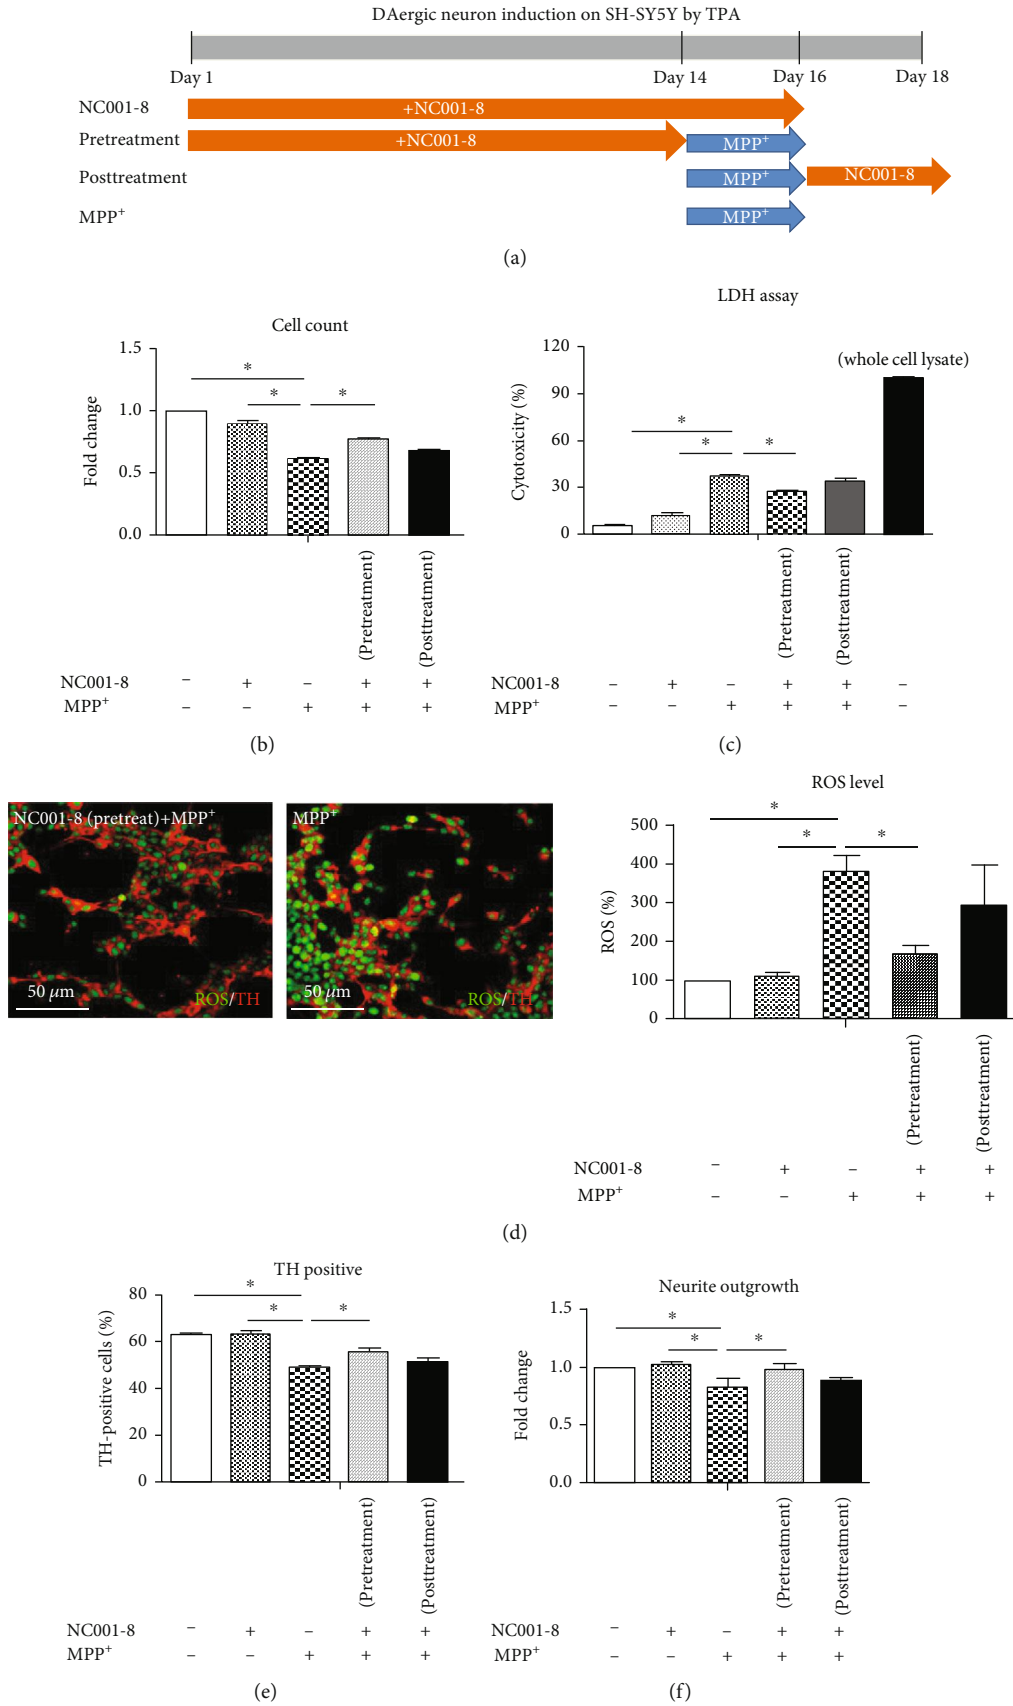 DAergic neuron induction on SH-SY5Y by TPA
Day 1
Day 14
Day 16
Day 18
NC001-8
+NC001-8
Pretreatment
+NC001-8
MPP⁺
Posttreatment
MPP⁺
NC001-8
MPP⁺
MPP⁺
(a)
Cell count
Fold change
1.5
1.0
0.5
0.0
* * *
(Pretreatment)
(Posttreatment)
NC001-8 – + – + +
MPP⁺ – – + + +
(b)
LDH assay
(whole cell lysate)
Cytotoxicity (%)
120
90
60
30
0
* * *
(Pretreatment)
(Posttreatment)
NC001-8 – + – + + –
MPP⁺ – – + + + –
(c)
NC001-8 (pretreat)+MPP⁺
50 μm
ROS/TH
MPP⁺
50 μm
ROS/TH
ROS level
ROS (%)
500
400
300
200
100
0
* * *
(Pretreatment)
(Posttreatment)
NC001-8 – + – + +
MPP⁺ – – + + +
(d)
TH positive
TH-positive cells (%)
80
60
40
20
0
* * *
(Pretreatment)
(Posttreatment)
NC001-8 – + – + +
MPP⁺ – – + + +
(e)
Neurite outgrowth
Fold change
1.5
1.0
0.5
0.0
* * *
(Pretreatment)
(Posttreatment)
NC001-8 – + – + +
MPP⁺ – – + + +
(f)